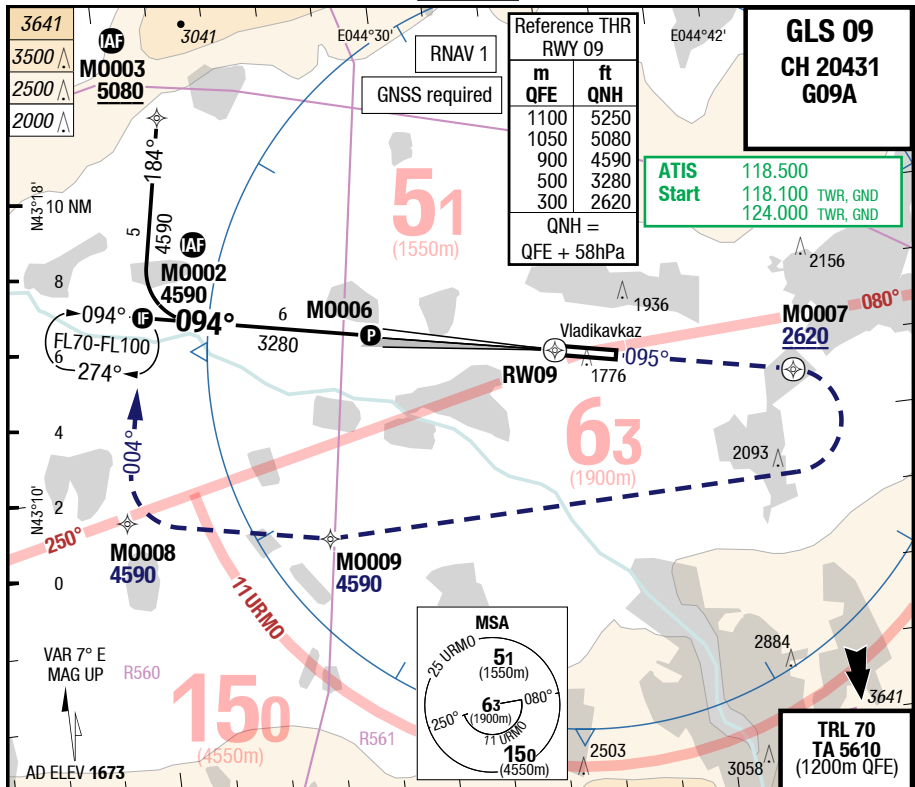 3641
3500
2500
2000
IAF
M0003
5080
3041
E044°30'
RNAV 1
GNSS required
Reference THR
RWY 09
m ft
QFE QNH
1100 5250
1050 5080
900 4590
500 3280
300 2620
QNH =
QFE + 58hPa
E044°42'
GLS 09
CH 20431
G09A
ATIS 118.500
Start 118.100 TWR, GND
124.000 TWR, GND
184°
5
4590
N43°18'
10 NM
51
(1550m)
IAF
M0002
4590
2156
8
1936
M0006
M0007
2620
080°
094°
IF
094°
6
3280
P
Vladikavkaz
FL70-FL100
6
274°
RW09
1776
095°
4
004°
63
(1900m)
2093
2
N43°10'
250°
M0008
4590
M0009
4590
0
11 URMO
VAR 7° E
MAG UP
R560
150
(4550m)
R561
MSA
25 URMO
51
(1550m)
63
(1900m)
080°
250°
11 URMO
150
(4550m)
2884
3641
2503
3058
AD ELEV 1673
TRL 70
TA 5610
(1200m QFE)